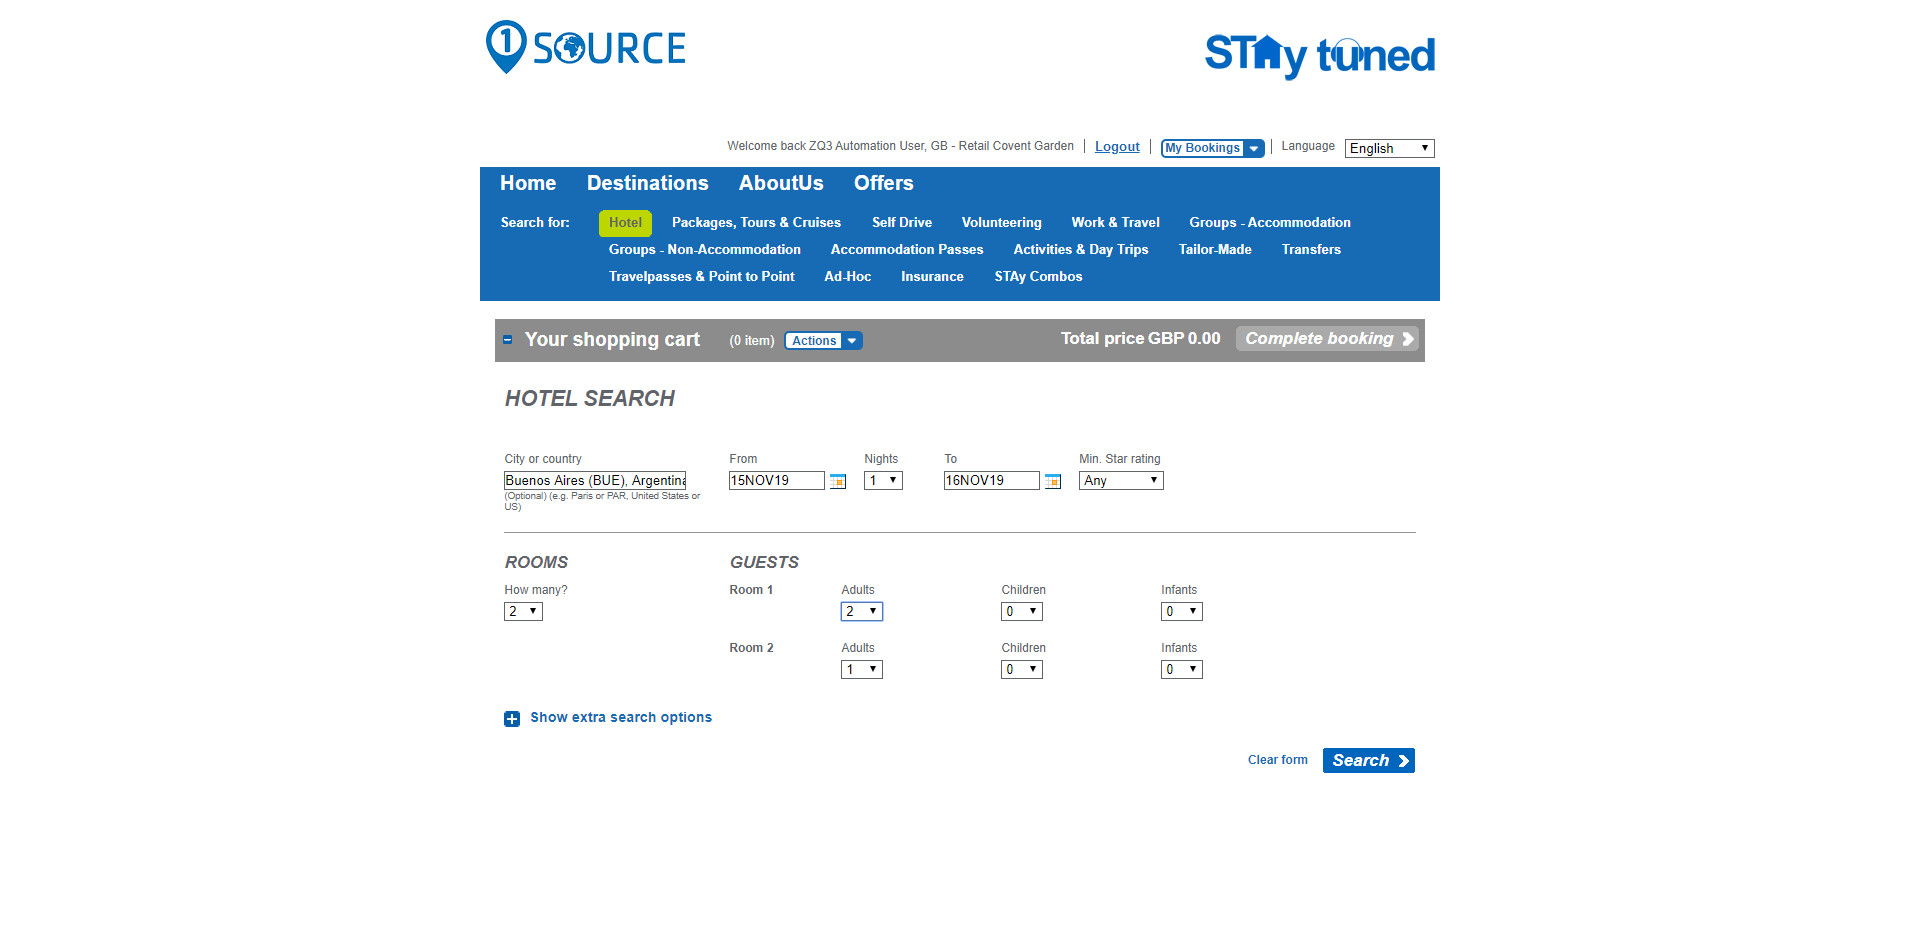 1 SOURCE
STAy tuned
Welcome back ZQ3 Automation User, GB - Retail Covent Garden Logout My Bookings Language English
Home Destinations AboutUs Offers
Search for: Hotel Packages, Tours & Cruises Self Drive Volunteering Work & Travel Groups - Accommodation
Groups - Non-Accommodation Accommodation Passes Activities & Day Trips Tailor-Made Transfers
Travelpasses & Point to Point Ad-Hoc Insurance STAy Combos
Your shopping cart (0 item) Actions Total price GBP 0.00 Complete booking
HOTEL SEARCH
City or country From Nights To Min. Star rating
Buenos Aires (BUE), Argentina 15NOV19 1 16NOV19 Any
(Optional) (e.g. Paris or PAR, United States or
US)
ROOMS GUESTS
How many? Room 1 Adults Children Infants
2 2 0 0
Room 2 Adults Children Infants
1 0 0
Show extra search options
Clear form Search